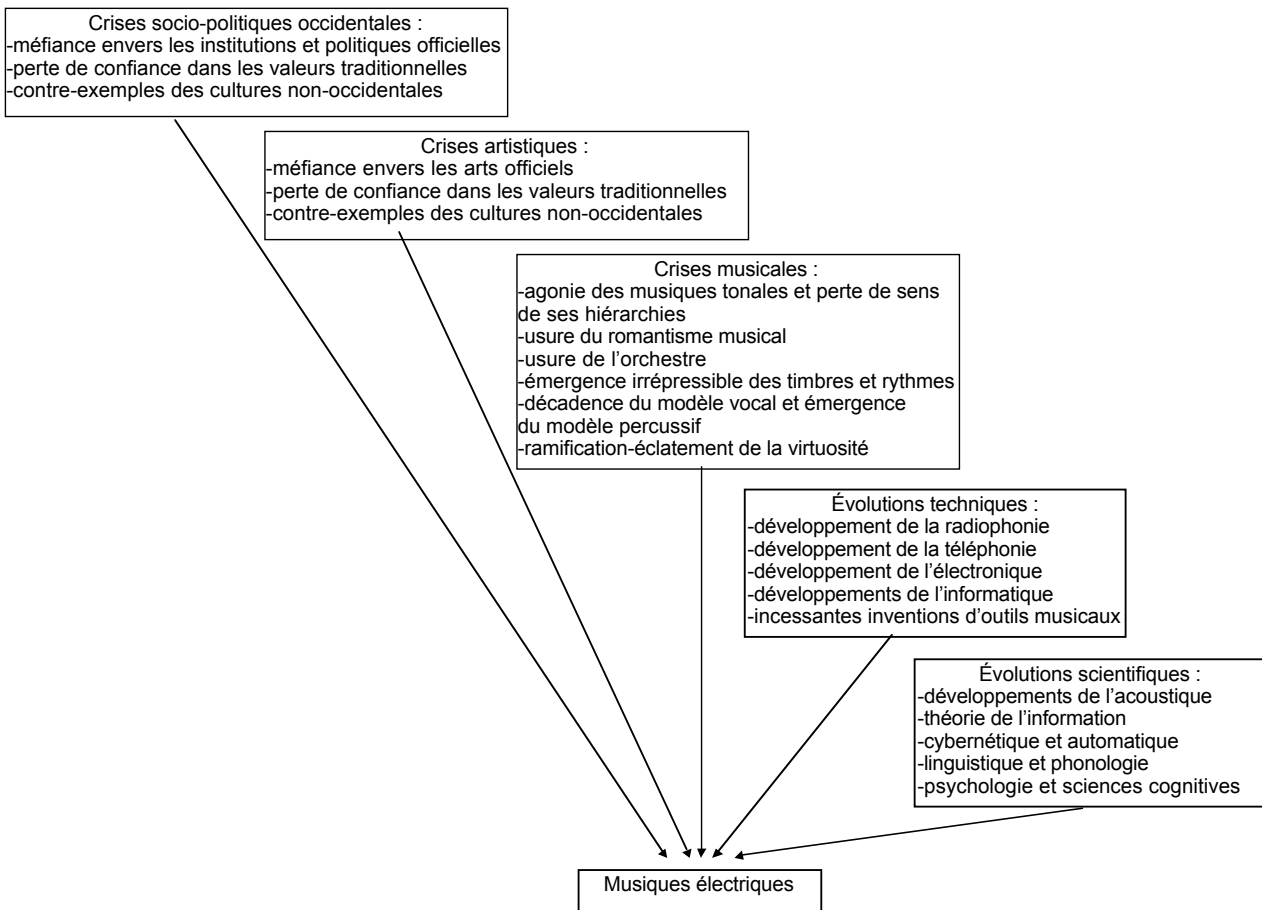 Crises socio-politiques occidentales :
-méfiance envers les institutions et politiques officielles
-perte de confiance dans les valeurs traditionnelles
-contre-exemples des cultures non-occidentales
Crises artistiques :
-méfiance envers les arts officiels
-perte de confiance dans les valeurs traditionnelles
-contre-exemples des cultures non-occidentales
Crises musicales :
-agonie des musiques tonales et perte de sens
de ses hiérarchies
-usure du romantisme musical
-usure de l’orchestre
-émergence irrépressible des timbres et rythmes
-décadence du modèle vocal et émergence
du modèle percussif
-ramification-éclatement de la virtuosité
Évolutions techniques :
-développement de la radiophonie
-développement de la téléphonie
-développement de l’électronique
-développements de l’informatique
-incessantes inventions d’outils musicaux
Évolutions scientifiques :
-développements de l’acoustique
-théorie de l’information
-cybernétique et automatique
-linguistique et phonologie
-psychologie et sciences cognitives
Musiques électriques